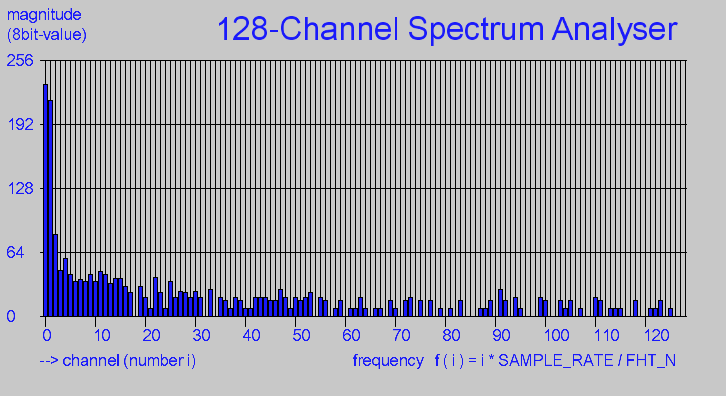 magnitude
(8bit-value)
128-Channel Spectrum Analyser
256
192
128
64
0
0 10 20 30 40 50 60 70 80 90 100 110 120
--> channel (number i) frequency f ( i ) = i * SAMPLE_RATE / FHT_N